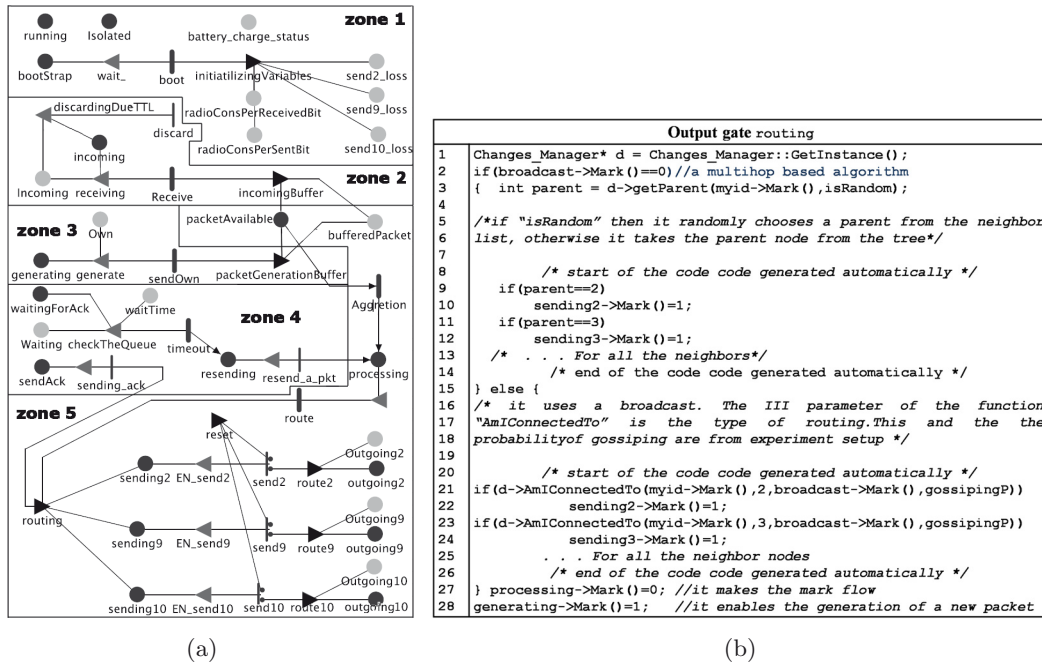 zone 1
running
Isolated
battery_charge_status
bootStrap
wait_
boot
initiatilizingVariables
send2_loss
send9_loss
send10_loss
radioConsPerReceivedBit
radioConsPerSentBit
discardingDueTTL
discard
incoming
Incoming
receiving
Receive
incomingBuffer
zone 2
zone 3
Own
packetAvailable
bufferedPacket
generating
generate
sendOwn
packetGenerationBuffer
waitingForAck
waitTime
zone 4
Aggretion
Waiting
checkTheQueue
timeout
sendAck
sending_ack
resending
resend_a_pkt
processing
zone 5
route
reset
Outgoing2
sending2
EN_send2
send2
route2
outgoing2
routing
Outgoing9
sending9
EN_send9
send9
route9
outgoing9
Outgoing10
sending10
EN_send10
send10
route10
outgoing10
(a)
Output gate routing
1 Changes_Manager* d = Changes_Manager::GetInstance();
2 if(broadcast->Mark()==0)//a multihop based algorithm
3 { int parent = d->getParent(myid->Mark(),isRandom);
4
5 /*if "isRandom" then it randomly chooses a parent from the neighbor
6 list, otherwise it takes the parent node from the tree*/
7
8 /* start of the code code generated automatically */
9 if(parent==2)
10 sending2->Mark()=1;
11 if(parent==3)
12 sending3->Mark()=1;
13 /* . . . For all the neighbors*/
14 /* end of the code code generated automatically */
15 } else {
16 /* it uses a broadcast. The III parameter of the function
17 "AmIConnectedTo" is the type of routing.This and the the
18 probabilityof gossiping are from experiment setup */
19
20 /* start of the code code generated automatically */
21 if(d->AmIConnectedTo(myid->Mark(),2,broadcast->Mark(),gossipingP))
22 sending2->Mark()=1;
23 if(d->AmIConnectedTo(myid->Mark(),3,broadcast->Mark(),gossipingP))
24 sending3->Mark()=1;
25 . . . For all the neighbor nodes
26 /* end of the code code generated automatically */
27 } processing->Mark()=0; //it makes the mark flow
28 generating->Mark()=1; //it enables the generation of a new packet
(b)